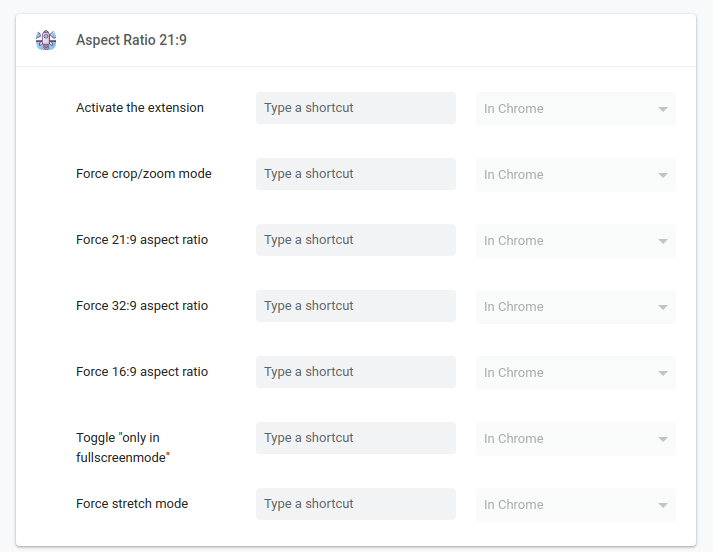 Aspect Ratio 21:9
Activate the extension
Type a shortcut
In Chrome
Force crop/zoom mode
Type a shortcut
In Chrome
Force 21:9 aspect ratio
Type a shortcut
In Chrome
Force 32:9 aspect ratio
Type a shortcut
In Chrome
Force 16:9 aspect ratio
Type a shortcut
In Chrome
Toggle "only in
fullscreenmode"
Type a shortcut
In Chrome
Force stretch mode
Type a shortcut
In Chrome